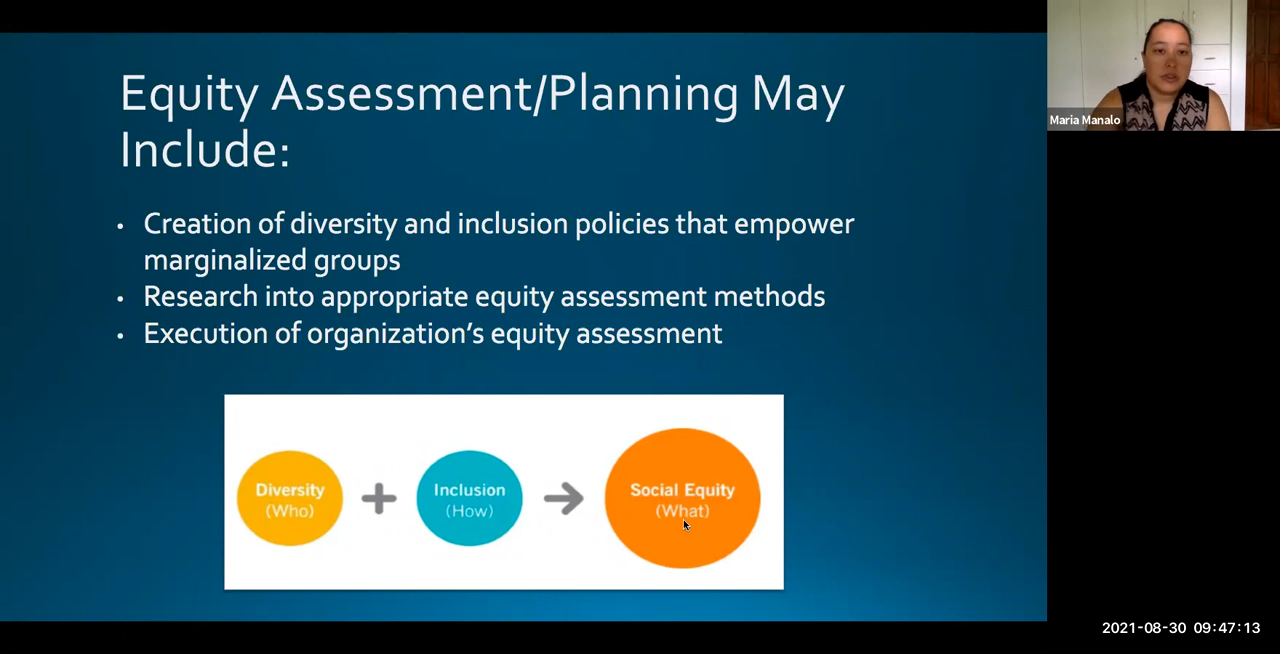 Equity Assessment/Planning May
Include:
• Creation of diversity and inclusion policies that empower
marginalized groups
• Research into appropriate equity assessment methods
• Execution of organization’s equity assessment
Diversity
(Who)
+
Inclusion
(How)
→
Social Equity
(What)
Maria Manalo
2021-08-30 09:47:13